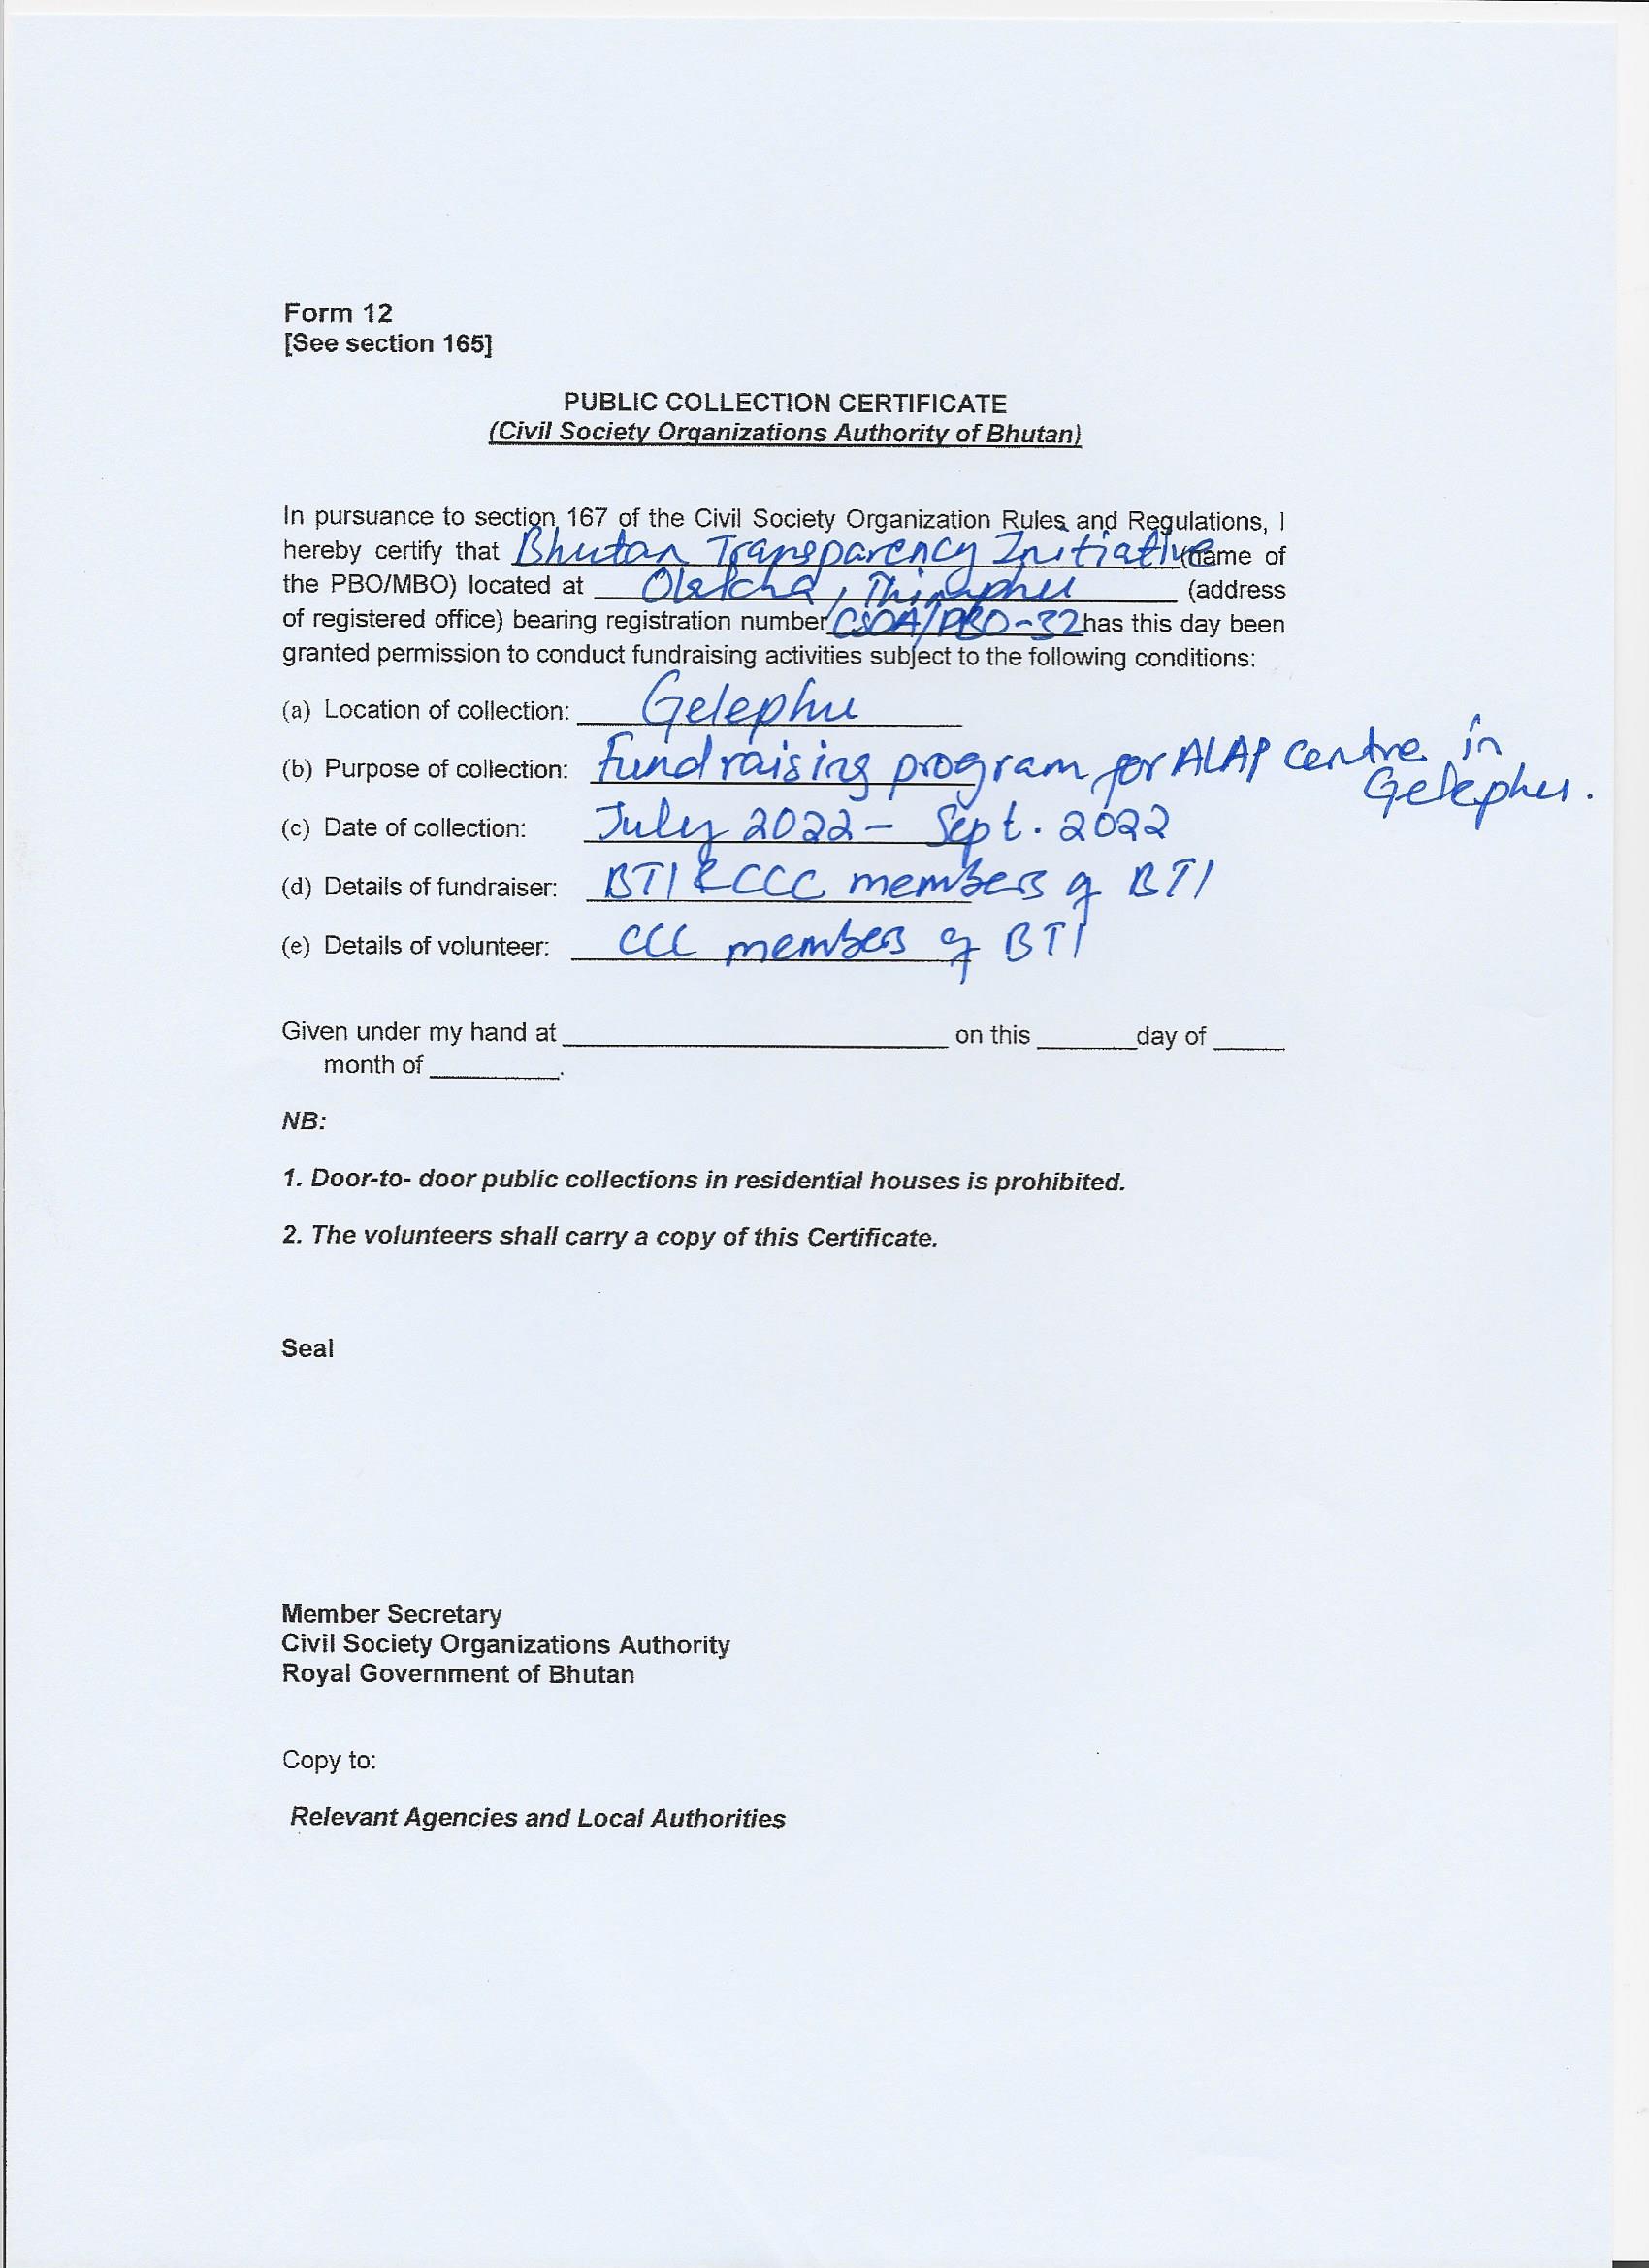 Form 12
[See section 165]
PUBLIC COLLECTION CERTIFICATE
(Civil Society Organizations Authority of Bhutan)
In pursuance to section 167 of the Civil Society Organization Rules and Regulations, I
hereby certify that Bhutan Transparency Initiative (name of
the PBO/MBO) located at Olakha, Thimphu (address
of registered office) bearing registration number CSOA/PBO-32 has this day been
granted permission to conduct fundraising activities subject to the following conditions:
(a) Location of collection: Gelephu
(b) Purpose of collection: Fundraising program for ALAP Centre in
Gelephu.
(c) Date of collection: July 2022 - Sept. 2022
(d) Details of fundraiser: BTI & CCC members of BTI
(e) Details of volunteer: CCC members of BTI
Given under my hand at ____ on this ____ day of ____
month of ____.
NB:
1. Door-to- door public collections in residential houses is prohibited.
2. The volunteers shall carry a copy of this Certificate.
Seal
Member Secretary
Civil Society Organizations Authority
Royal Government of Bhutan
Copy to:
Relevant Agencies and Local Authorities